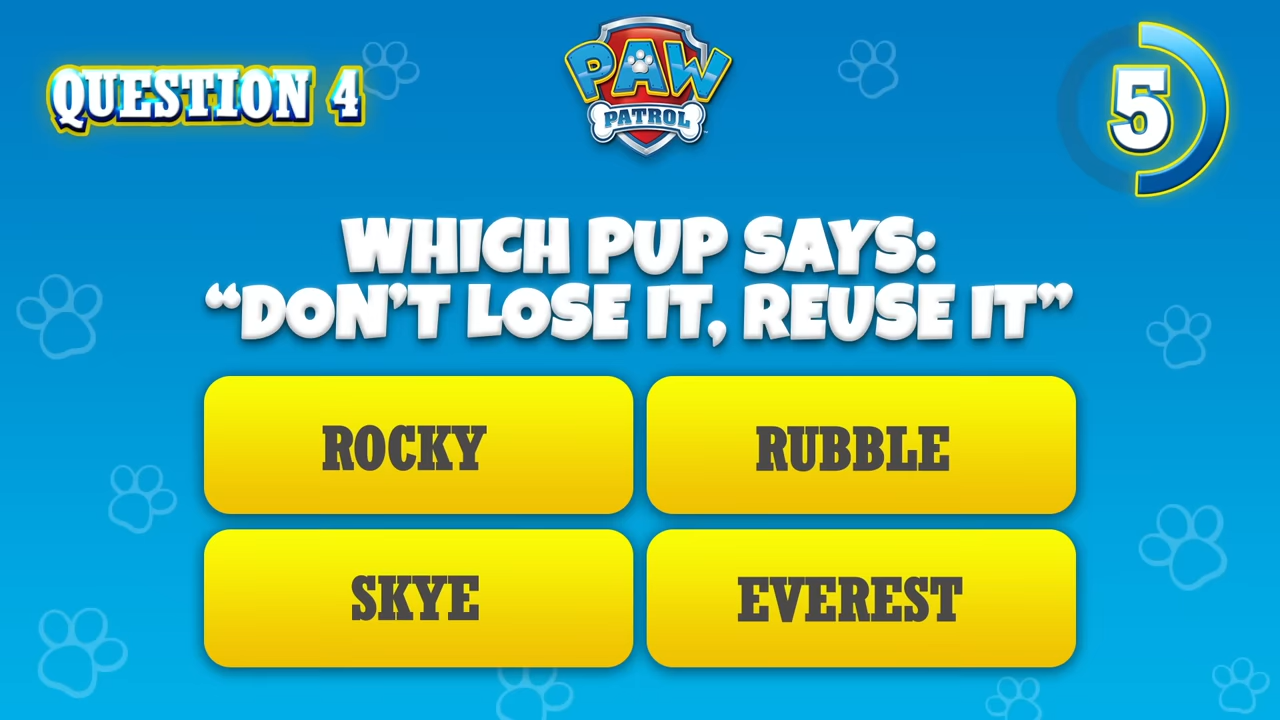 QUESTION 4
PAW
PATROL
5
WHICH PUP SAYS:
“DON’T LOSE IT, REUSE IT”
ROCKY
RUBBLE
SKYE
EVEREST